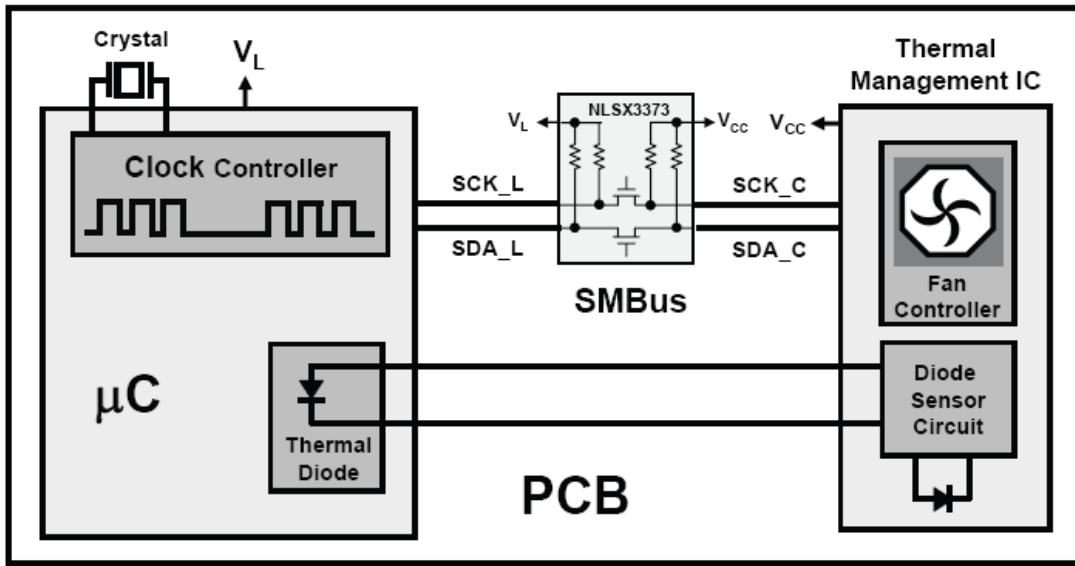 Crystal
V_L
Thermal
Management IC
NLSX3373
V_L
V_CC
V_CC
Clock Controller
SCK_L
SCK_C
SDA_L
SDA_C
SMBus
Fan
Controller
μC
Thermal
Diode
Diode
Sensor
Circuit
PCB